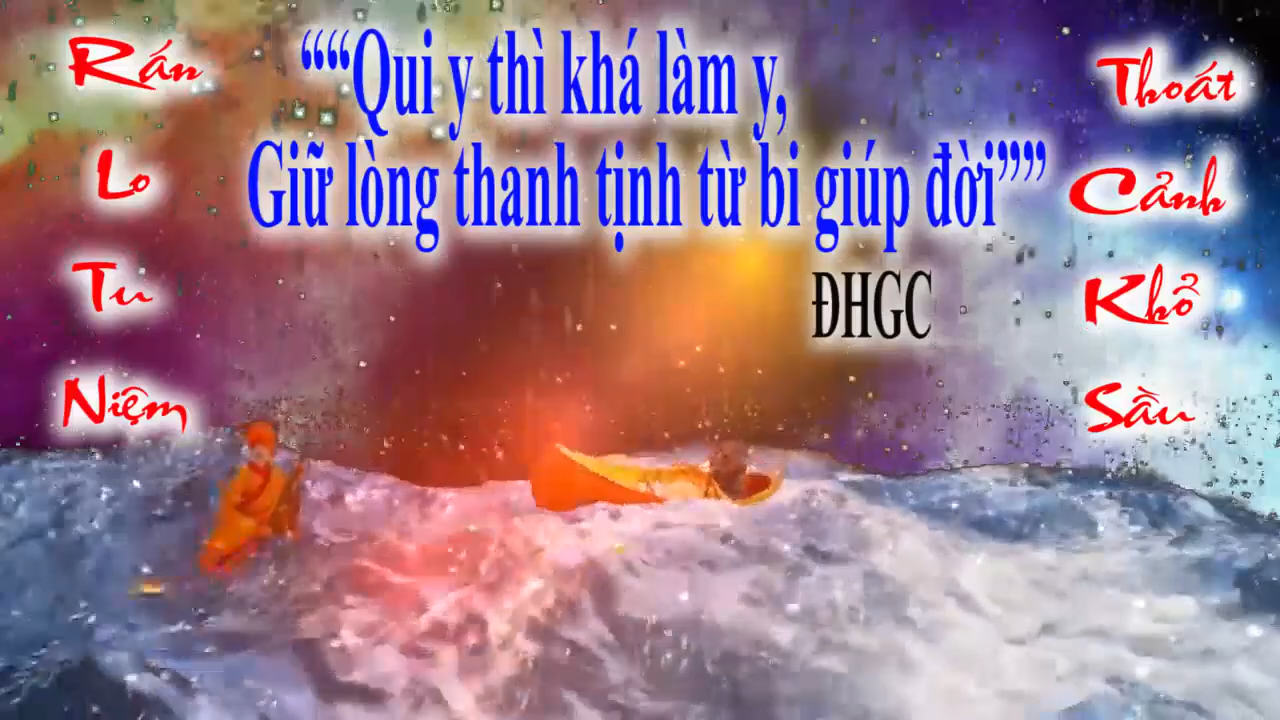 Rán
Lo
Tu
Niệm
““Qui y thì khá làm y,
Giữ lòng thanh tịnh từ bi giúp đời””
ĐHGC
Thoát
Cảnh
Khổ
Sầu